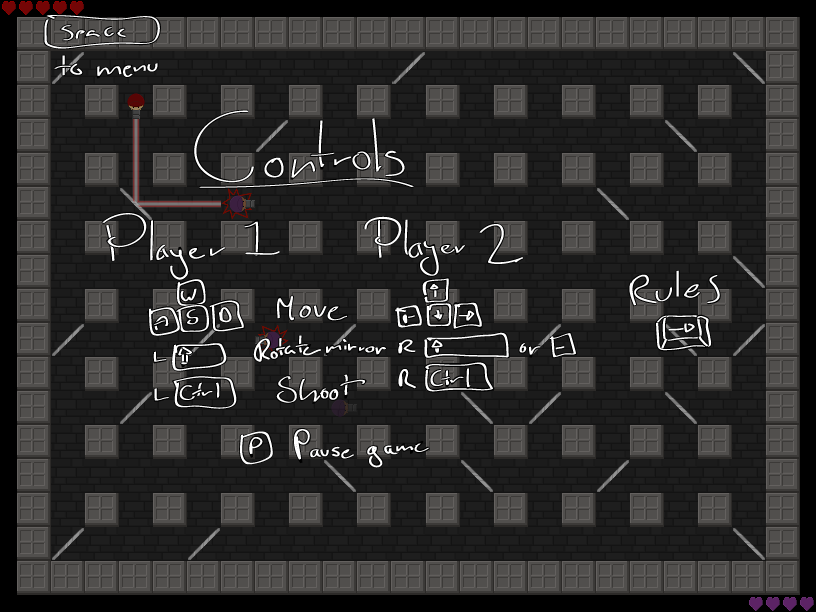 Space
to menu
Controls
Player 1 Player 2
W ↑
A S D Move ← ↓ → Rules
L ⇧ Rotate mirror R ⇧ or - →
L Ctrl Shoot R Ctrl
P Pause game